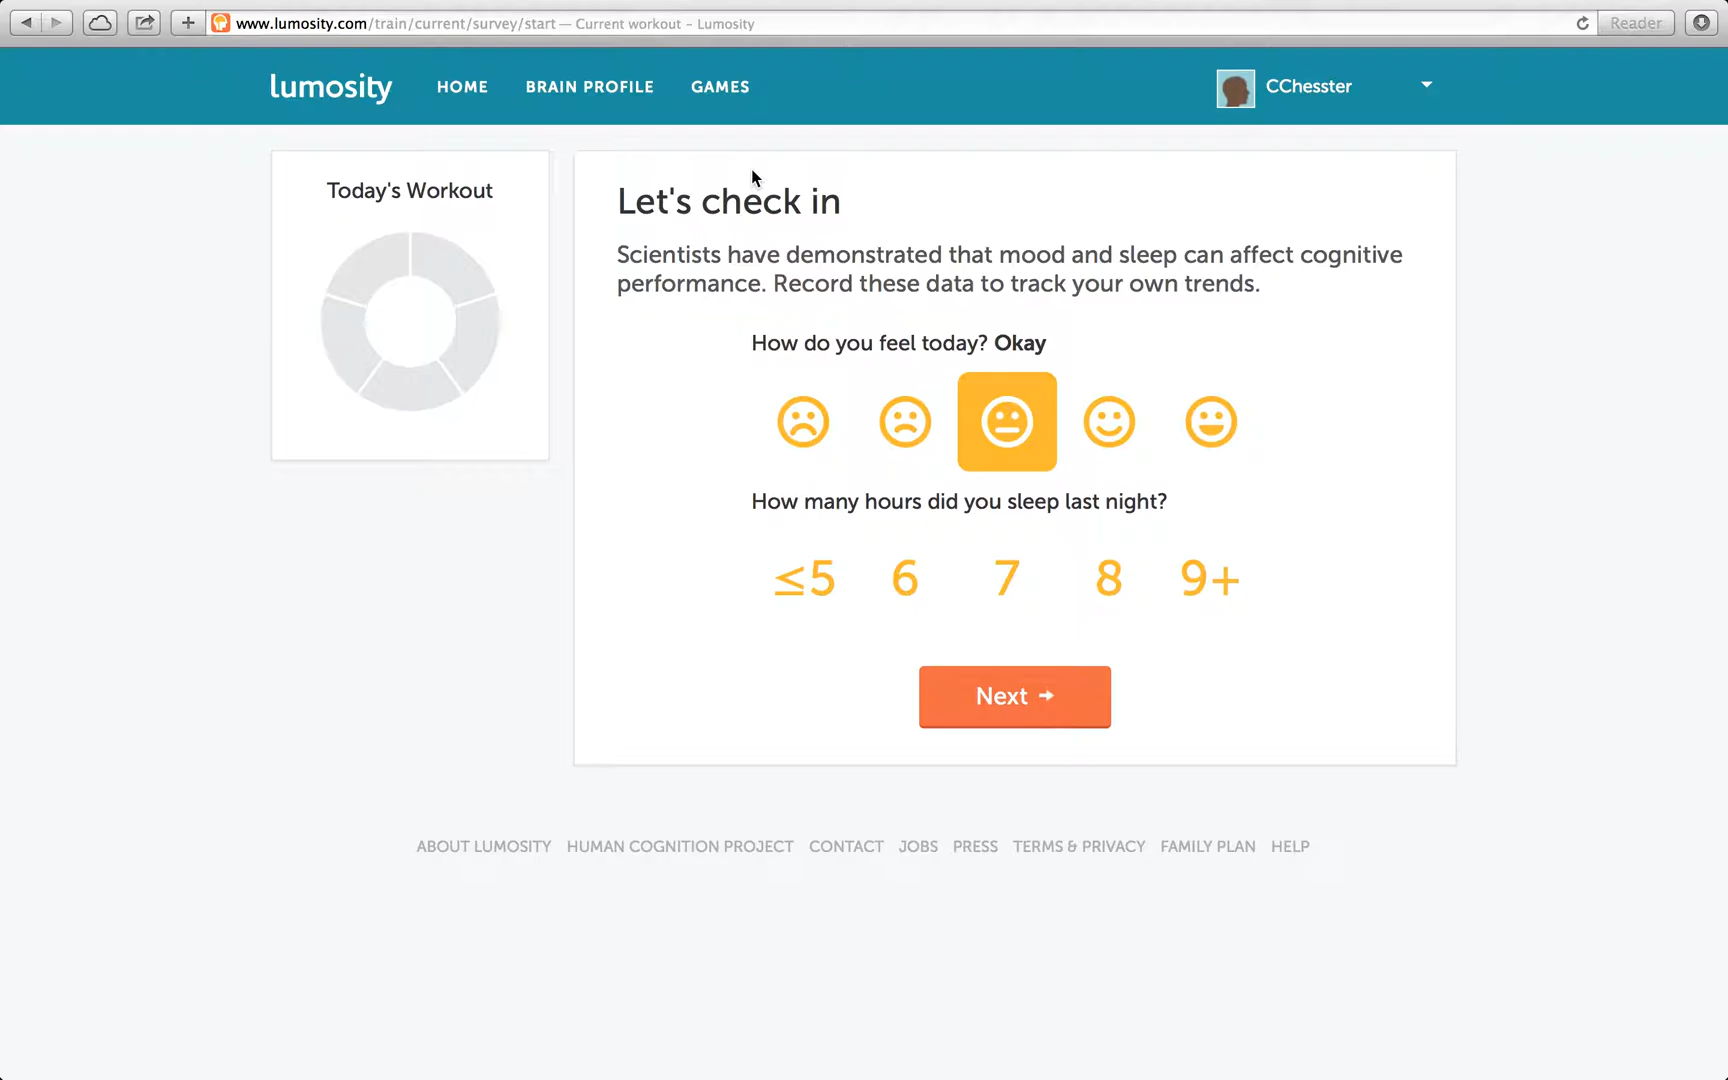 www.lumosity.com/train/current/survey/start — Current workout – Lumosity
Reader
lumosity HOME BRAIN PROFILE GAMES CChesster
Today's Workout
Let's check in
Scientists have demonstrated that mood and sleep can affect cognitive
performance. Record these data to track your own trends.
How do you feel today? Okay
How many hours did you sleep last night?
≤5 6 7 8 9+
Next →
ABOUT LUMOSITY HUMAN COGNITION PROJECT CONTACT JOBS PRESS TERMS & PRIVACY FAMILY PLAN HELP